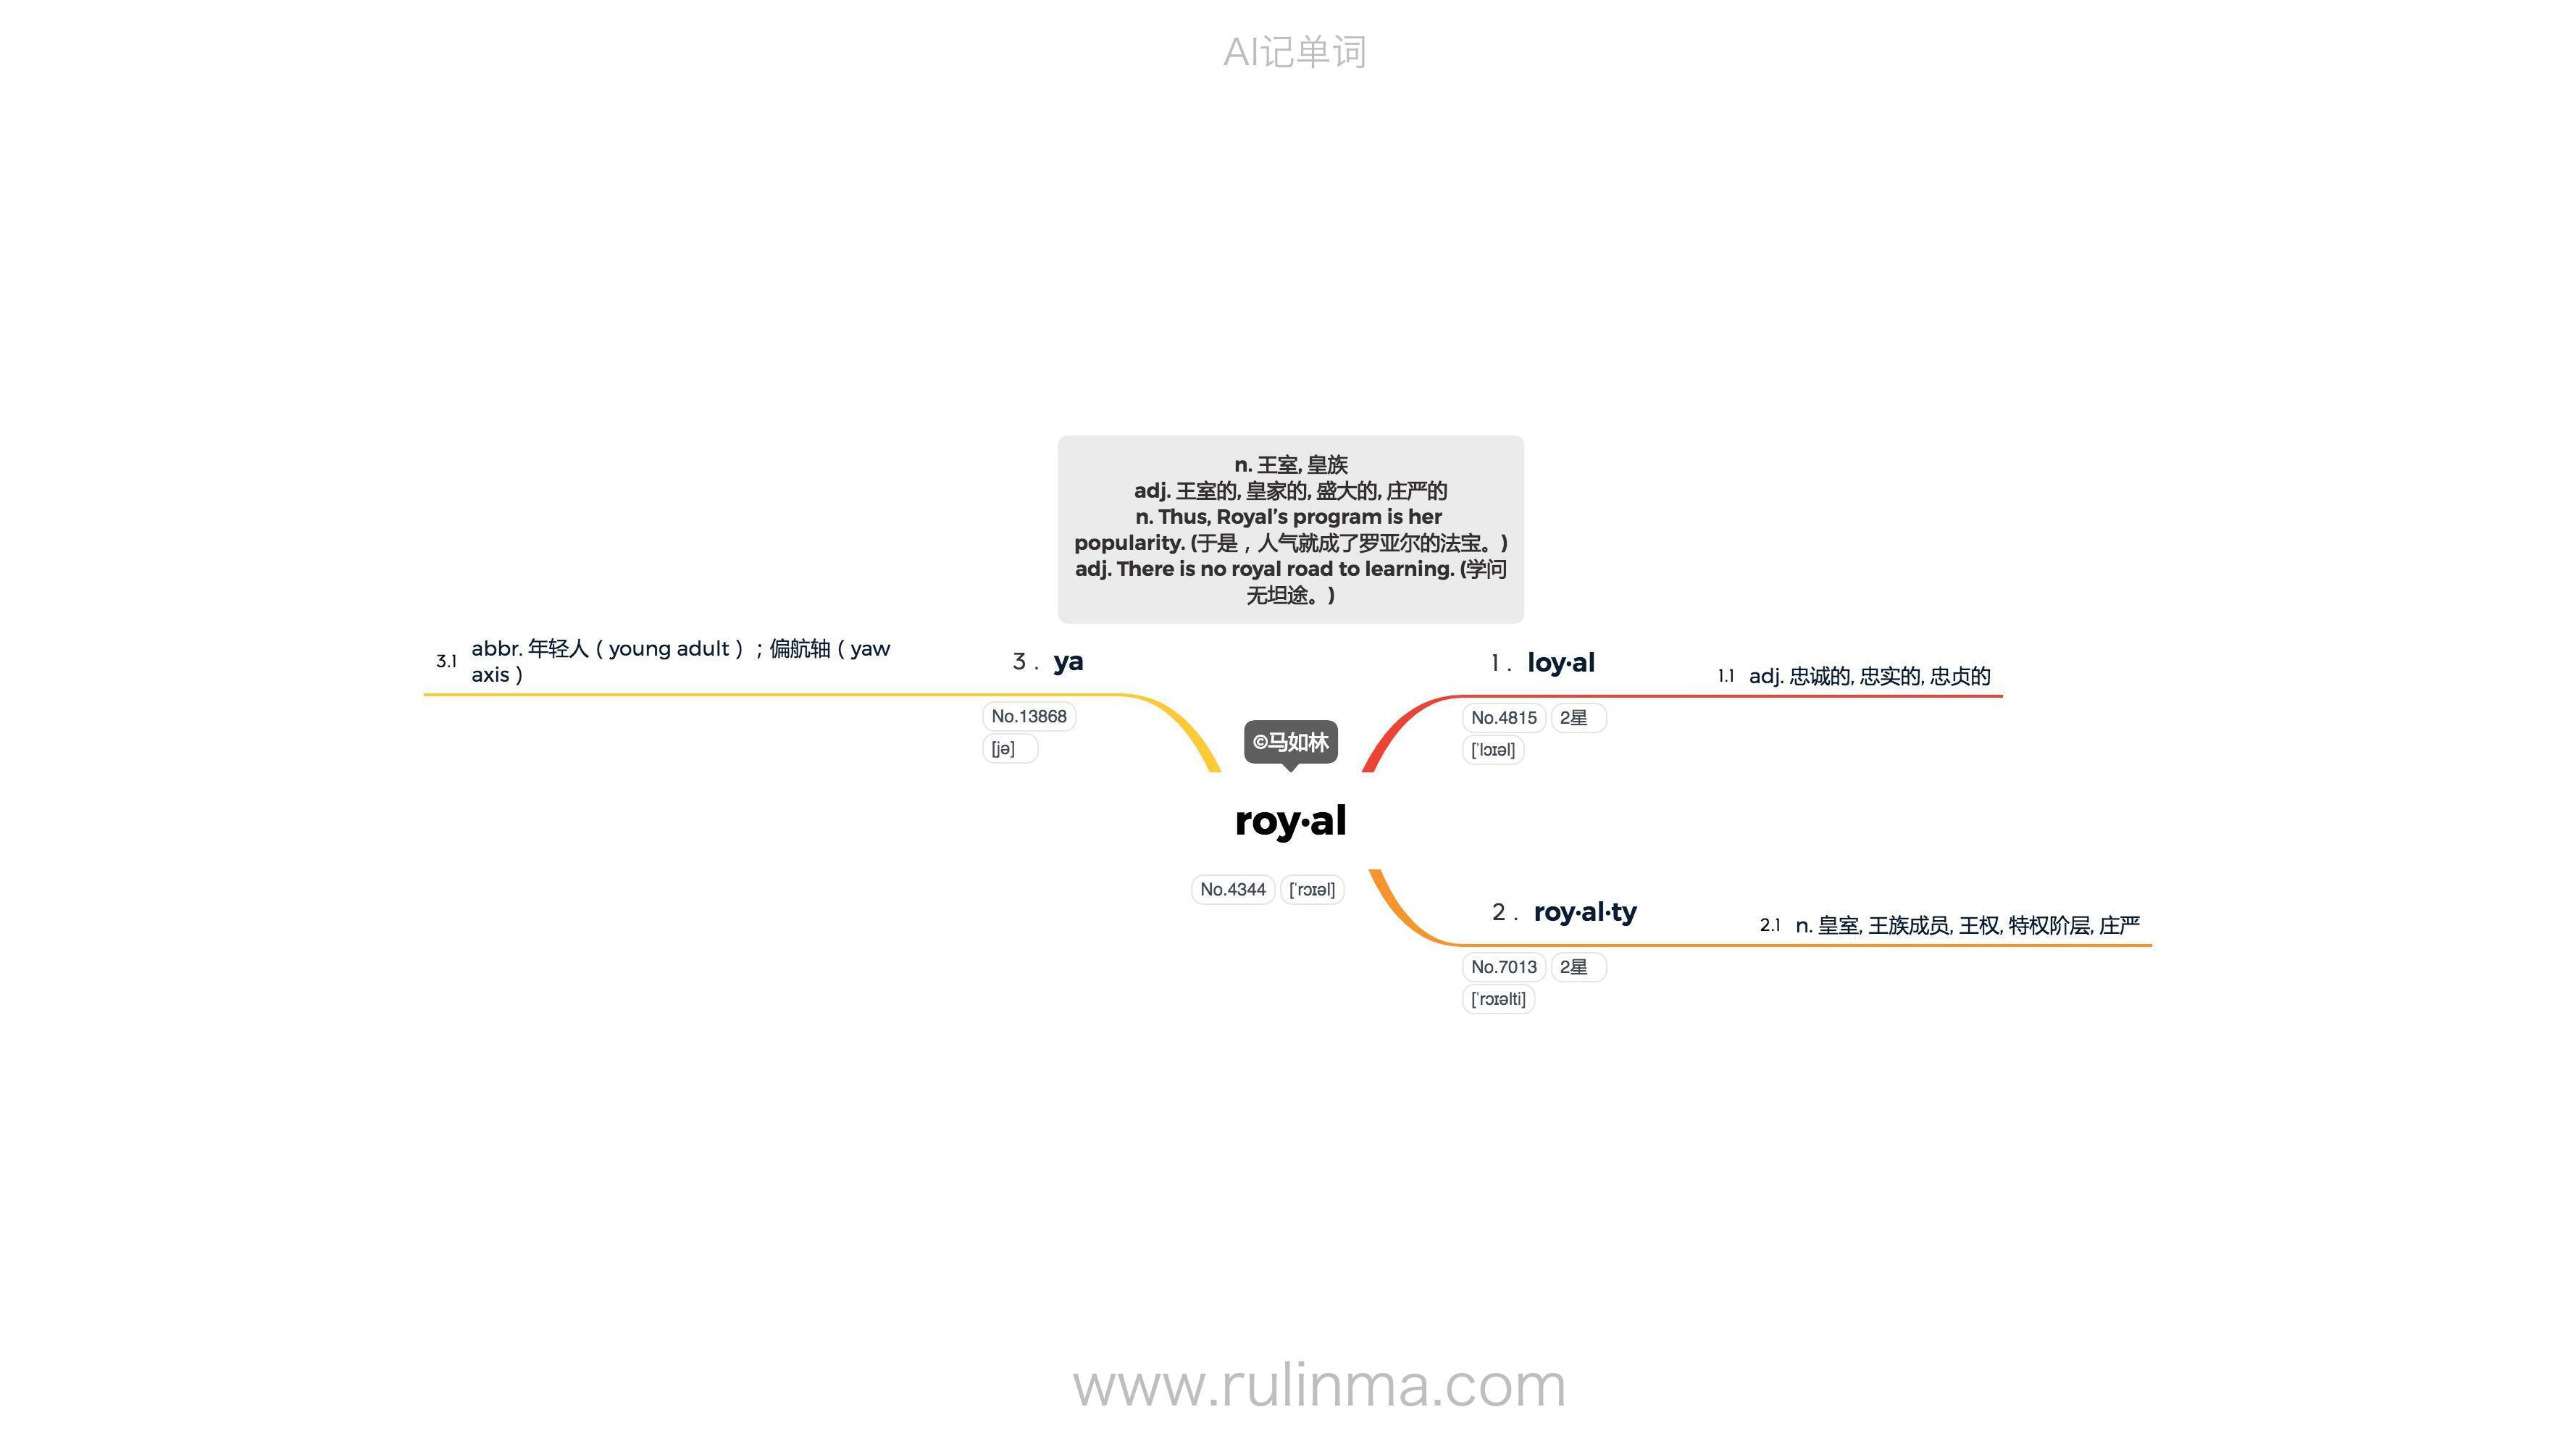 AI记单词
n. 王室, 皇族
adj. 王室的, 皇家的, 盛大的, 庄严的
n. Thus, Royal’s program is her
popularity. (于是，人气就成了罗亚尔的法宝。)
adj. There is no royal road to learning. (学问
无坦途。)
©马如林
roy·al
No.4344 [ˈrɔɪəl]
1. loy·al
No.4815 2星
[ˈlɔɪəl]
1.1 adj. 忠诚的, 忠实的, 忠贞的
2. roy·al·ty
No.7013 2星
[ˈrɔɪəlti]
2.1 n. 皇室, 王族成员, 王权, 特权阶层, 庄严
3. ya
No.13868
[jə]
3.1 abbr. 年轻人（young adult）；偏航轴（yaw
axis）
www.rulinma.com